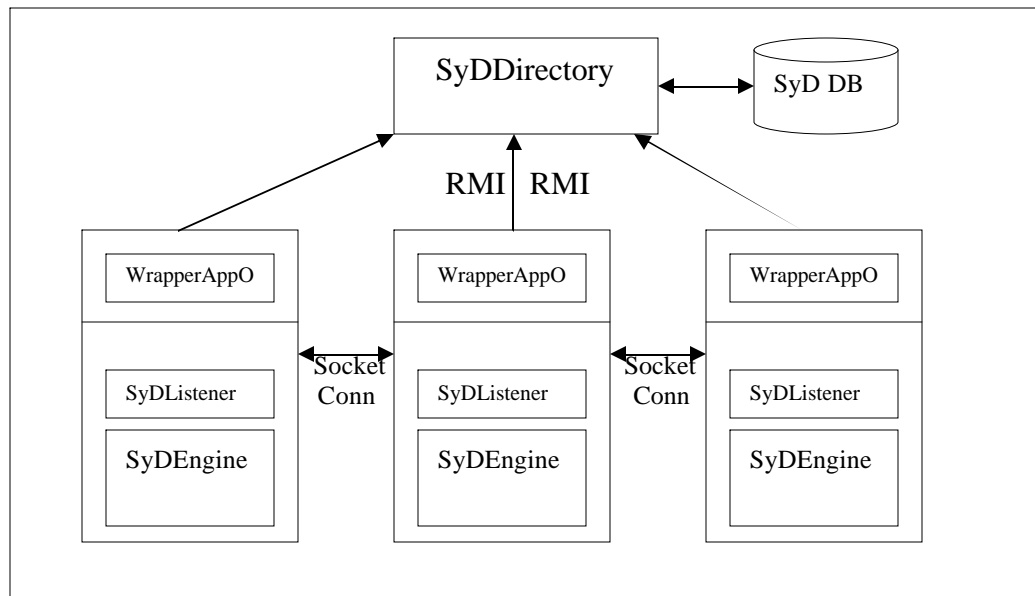 SyDDirectory
SyD DB
RMI RMI
WrapperAppO
WrapperAppO
WrapperAppO
Socket
Conn
Socket
Conn
SyDListener
SyDListener
SyDListener
SyDEngine
SyDEngine
SyDEngine